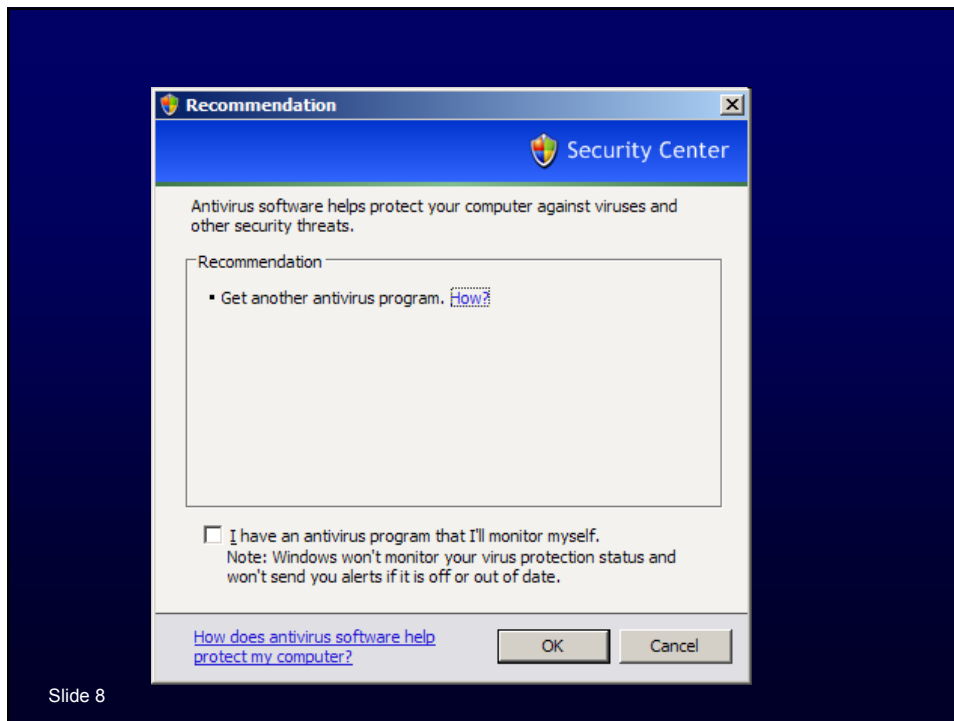 Recommendation
Security Center
Antivirus software helps protect your computer against viruses and
other security threats.
Recommendation
▪ Get another antivirus program. How?
I have an antivirus program that I'll monitor myself.
Note: Windows won't monitor your virus protection status and
won't send you alerts if it is off or out of date.
How does antivirus software help
protect my computer?
OK
Cancel
Slide 8